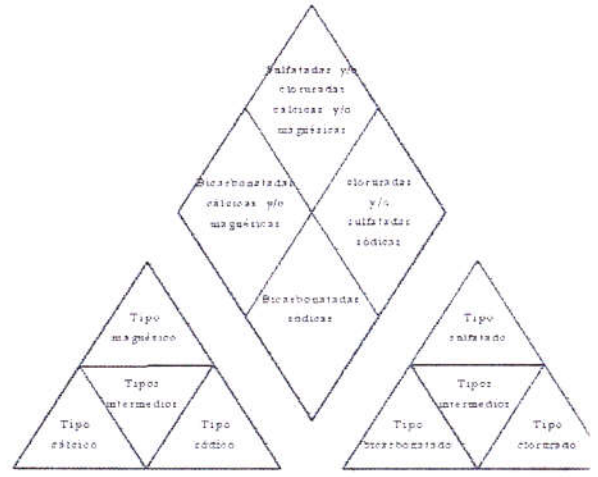 Sulfatadas y/o
cloruradas
cálcicas y/o
magnésicas
Bicarbonatadas
cálcicas y/o
magnésicas
cloruradas
y/o
sulfatadas
sódicas
Bicarbonatadas
sódicas
Tipo
magnésico
Tipos
intermedios
Tipo
cálcico
Tipo
sódico
Tipo
sulfatado
Tipos
intermedios
Tipo
bicarbonatado
Tipo
clorurado